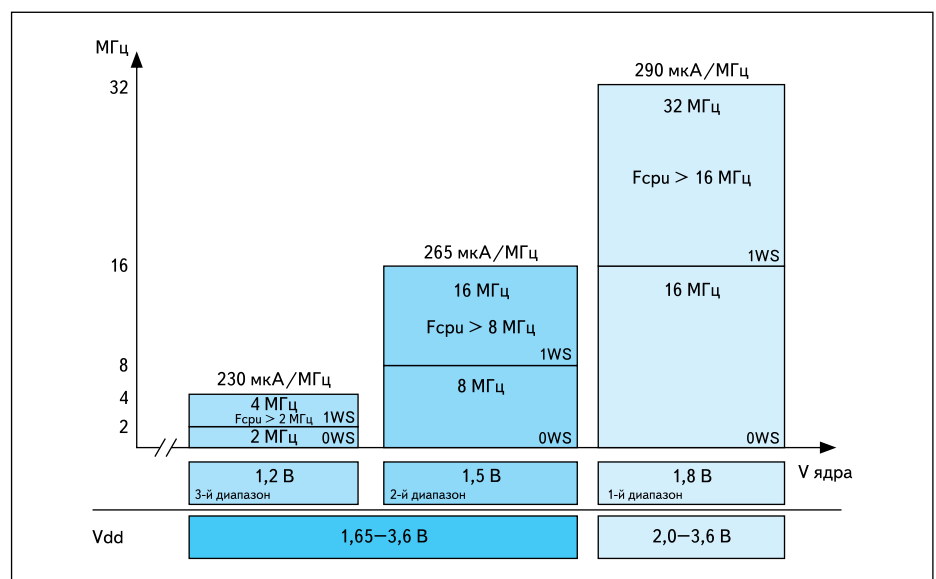 МГц
32
16
8
4
2
290 мкА/МГц
32 МГц
Fcpu > 16 МГц
1WS
16 МГц
0WS
265 мкА/МГц
16 МГц
Fcpu > 8 МГц
1WS
8 МГц
0WS
230 мкА/МГц
4 МГц
Fcpu > 2 МГц 1WS
2 МГц 0WS
V ядра
1,2 В
3-й диапазон
1,5 В
2-й диапазон
1,8 В
1-й диапазон
Vdd
1,65—3,6 В
2,0—3,6 В